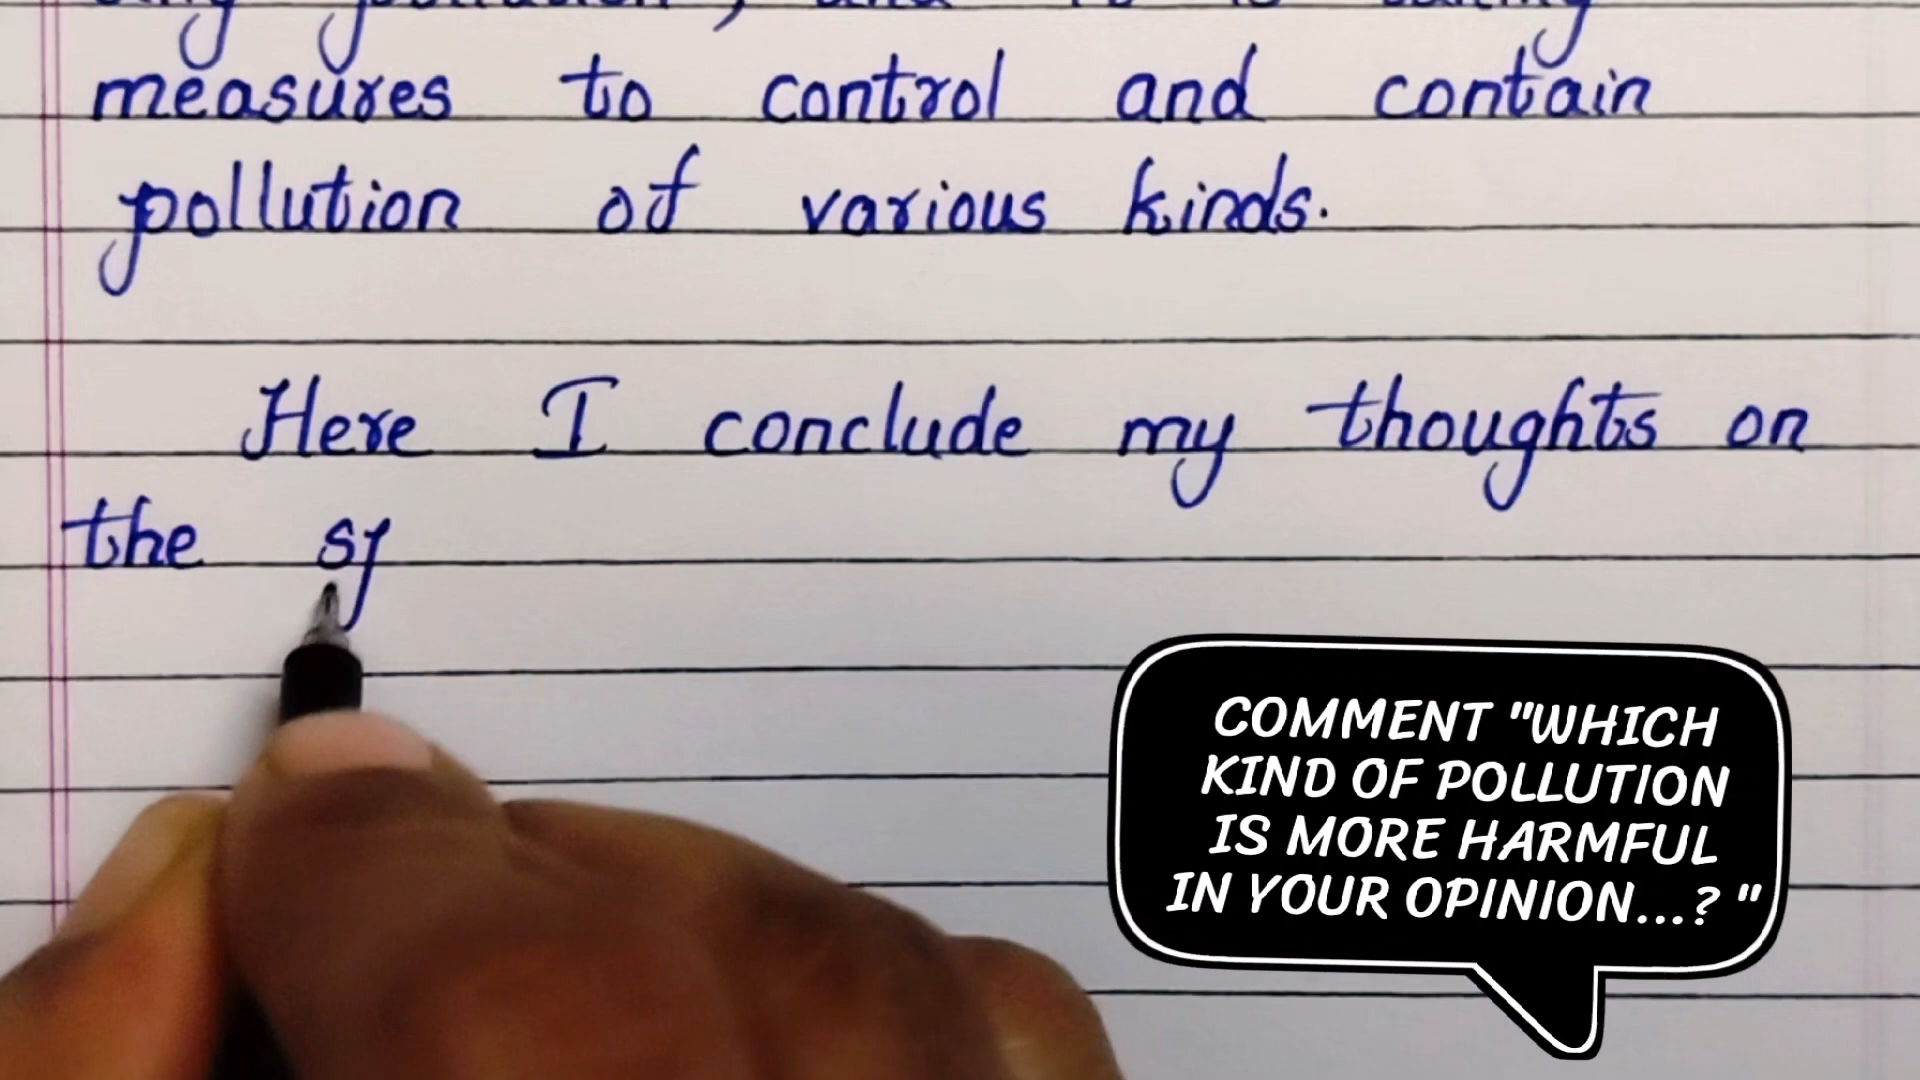 measures to control and contain
pollution of various kinds.
Here I conclude my thoughts on
the
COMMENT "WHICH
KIND OF POLLUTION
IS MORE HARMFUL
IN YOUR OPINION...? "